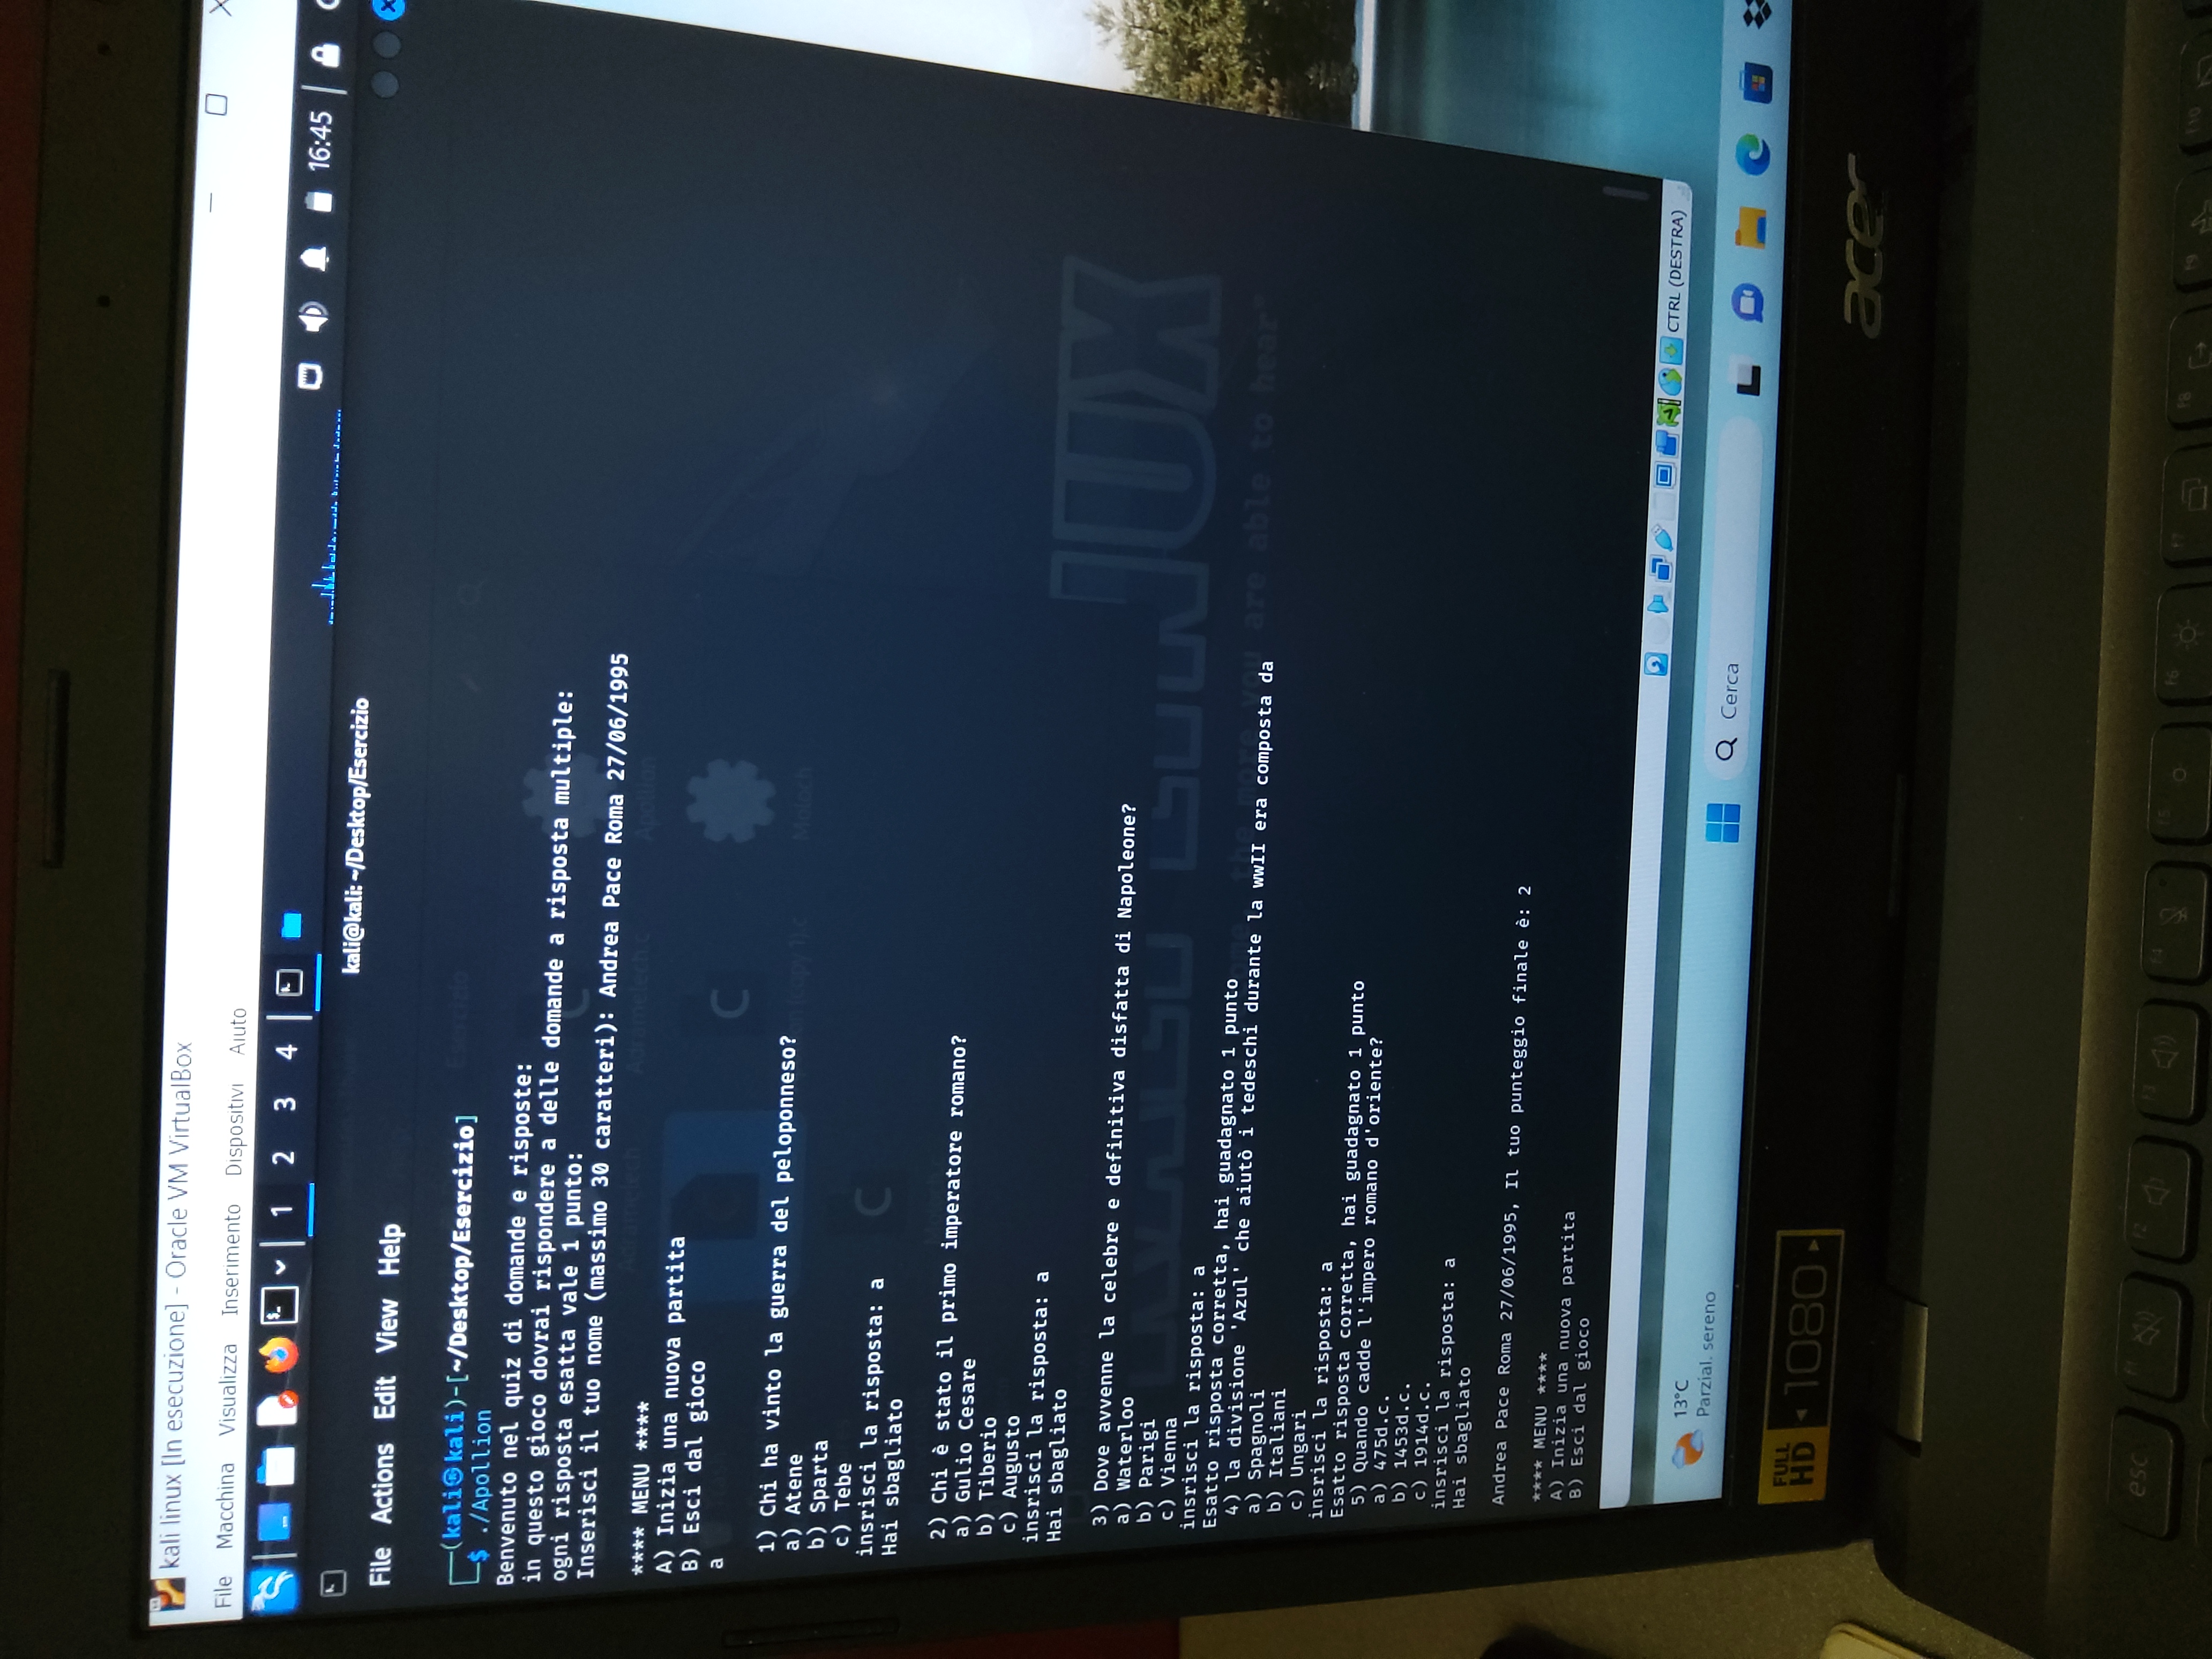 kali linux [In esecuzione] - Oracle VM VirtualBox
File Macchina Visualizza Inserimento Dispositivi Aiuto
1 2 3 4 16:45
kali@kali: ~/Desktop/Esercizio
File Actions Edit View Help
(kali㉿kali)-[~/Desktop/Esercizio]
$ ./Apollion
Benvenuto nel quiz di domande e risposte:
in questo gioco dovrai rispondere a delle domande a risposta multiple:
ogni risposta esatta vale 1 punto:
Inserisci il tuo nome (massimo 30 caratteri): Andrea Pace Roma 27/06/1995
**** MENU ****
A) Inizia una nuova partita
B) Esci dal gioco
a
1) Chi ha vinto la guerra del peloponneso?
a) Atene
b) Sparta
c) Tebe
insrisci la risposta: a
Hai sbagliato
2) Chi è stato il primo imperatore romano?
a) Gulio Cesare
b) Tiberio
c) Augusto
insrisci la risposta: a
Hai sbagliato
3) Dove avvenne la celebre e definitiva disfatta di Napoleone?
a) Waterloo
b) Parigi
c) Vienna
insrisci la risposta: a
Esatto risposta corretta, hai guadagnato 1 punto
4) la divisione 'Azul' che aiutò i tedeschi durante la wwII era composta da
a) Spagnoli
b) Italiani
c) Ungari
insrisci la risposta: a
Esatto risposta corretta, hai guadagnato 1 punto
5) Quando cadde l'impero romano d'oriente?
a) 475d.c.
b) 1453d.c.
c) 1914d.c.
insrisci la risposta: a
Hai sbagliato
Andrea Pace Roma 27/06/1995, Il tuo punteggio finale è: 2
**** MENU ****
A) Inizia una nuova partita
B) Esci dal gioco
CTRL (DESTRA)
13°C
Parzial. sereno
Cerca
FULL HD 1080
acer
esc F1 F2 F3 F4 F5 F6 F7 F8 F9 F10